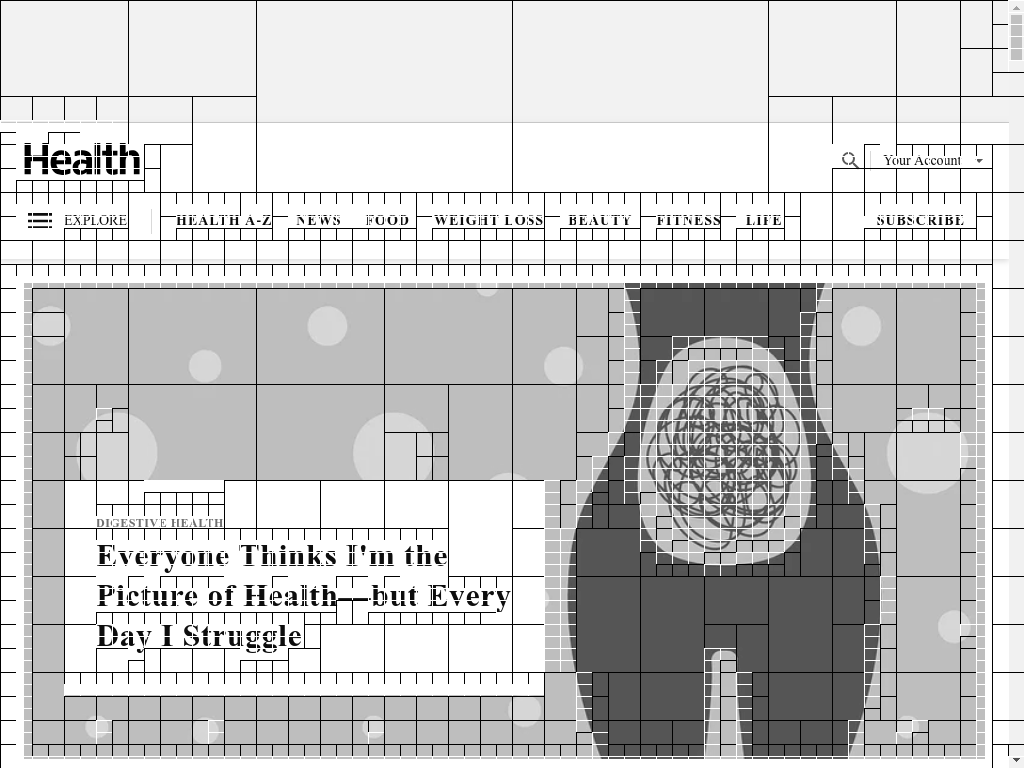 Health
Your Account
EXPLORE
HEALTH A-Z
NEWS
FOOD
WEIGHT LOSS
BEAUTY
FITNESS
LIFE
SUBSCRIBE
DIGESTIVE HEALTH
Everyone Thinks I'm the
Picture of Health—but Every
Day I Struggle